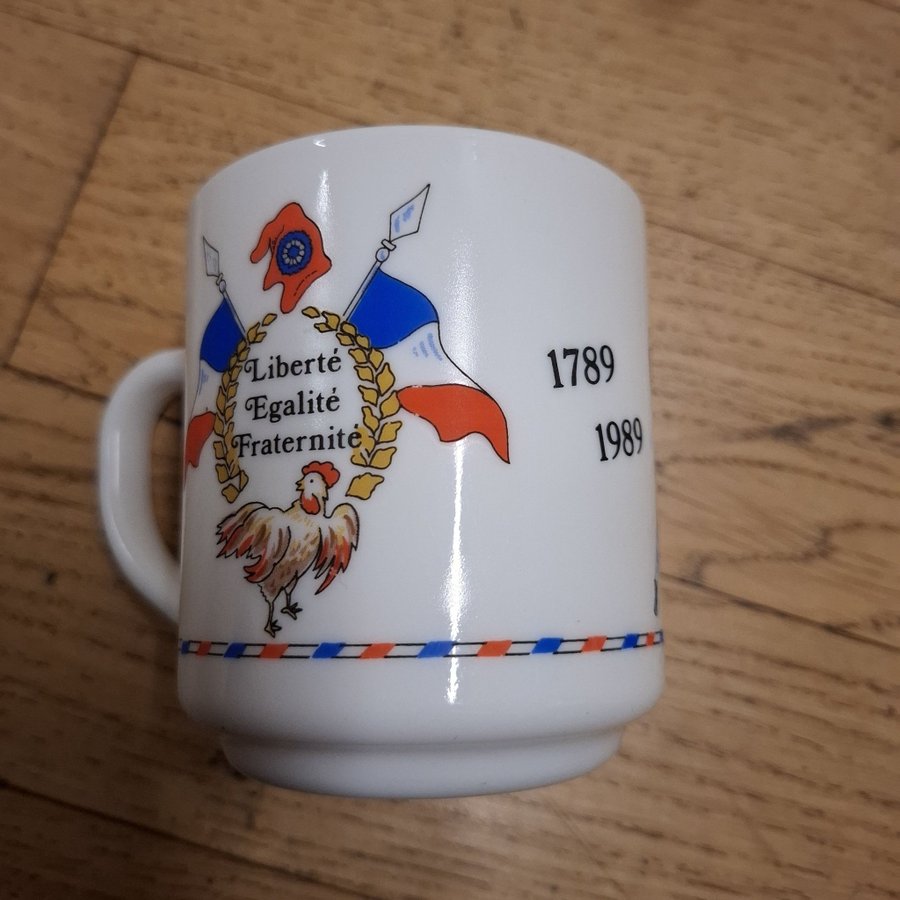 Liberté
Egalité
Fraternité
1789
1989